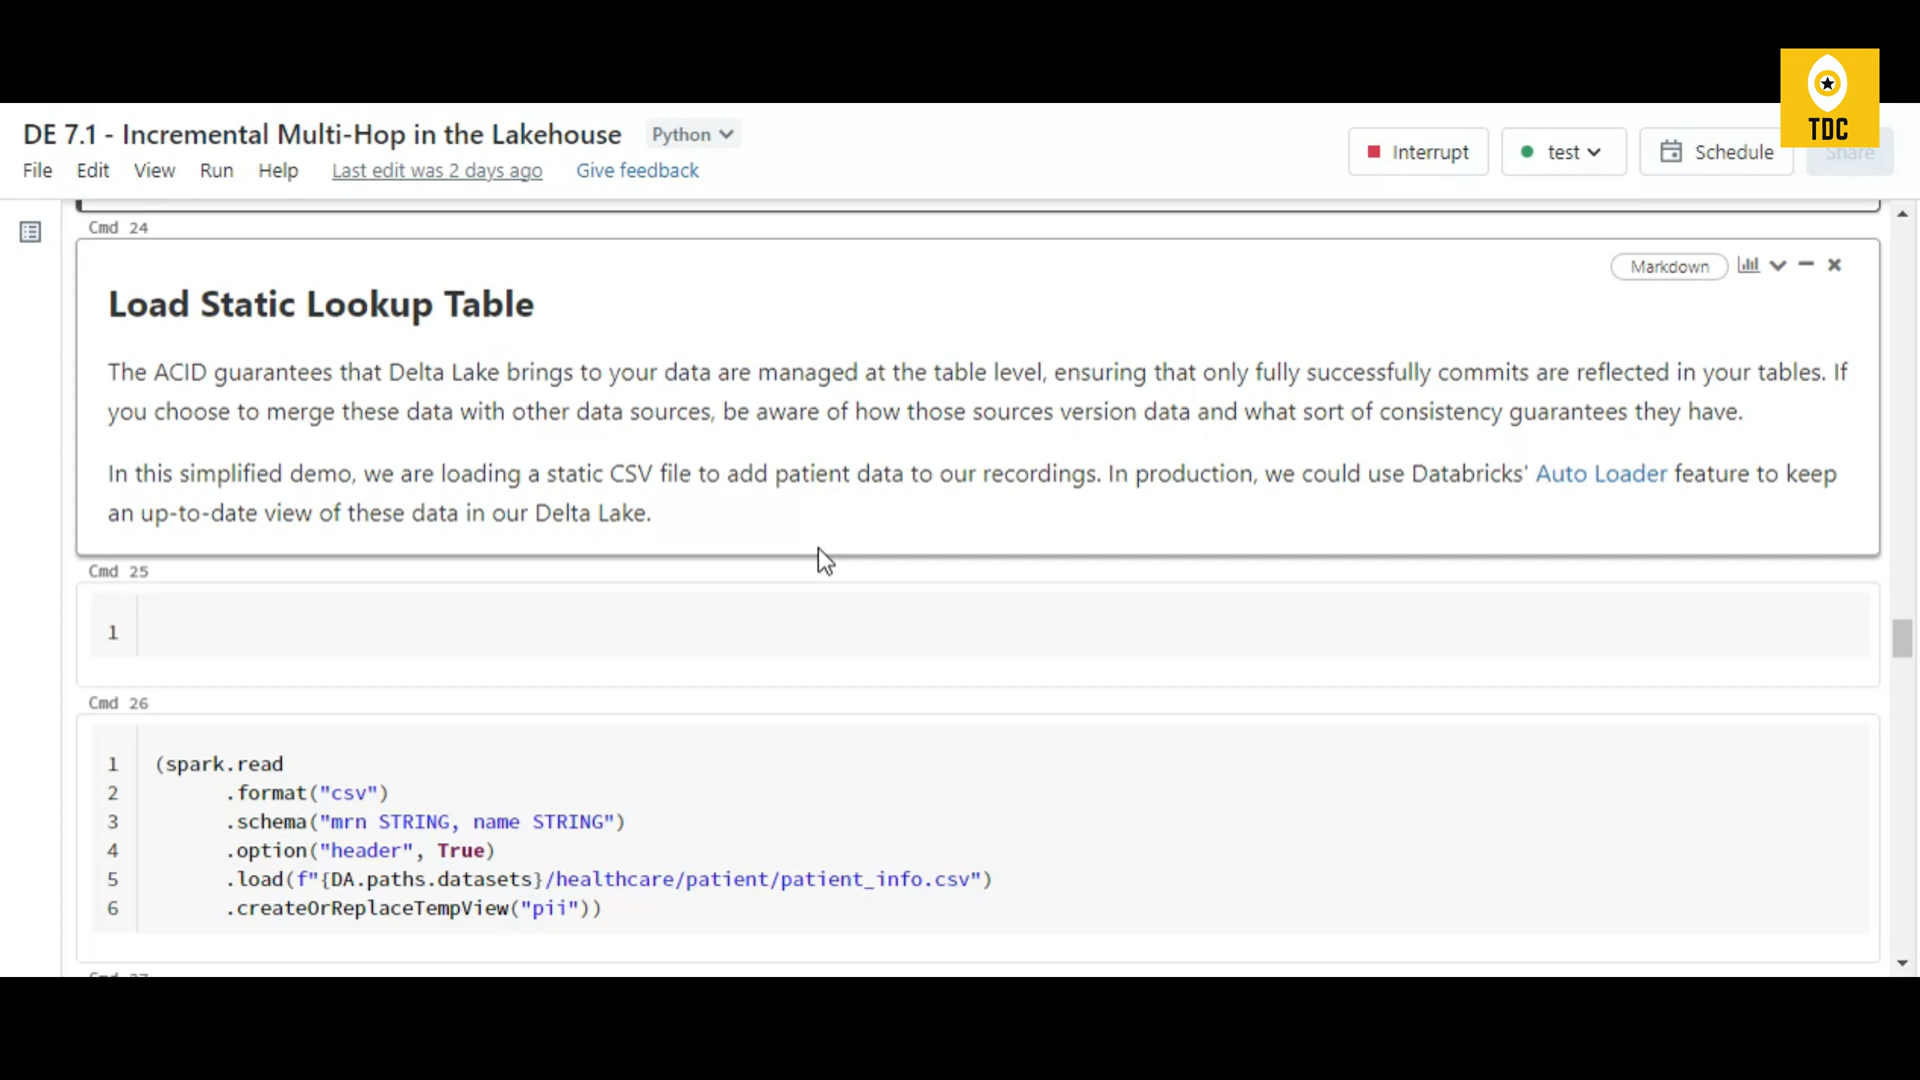 TDC
DE 7.1 - Incremental Multi-Hop in the Lakehouse Python
File Edit View Run Help Last edit was 2 days ago Give feedback
Interrupt test Schedule Share
Cmd 24
Markdown
Load Static Lookup Table
The ACID guarantees that Delta Lake brings to your data are managed at the table level, ensuring that only fully successfully commits are reflected in your tables. If
you choose to merge these data with other data sources, be aware of how those sources version data and what sort of consistency guarantees they have.
In this simplified demo, we are loading a static CSV file to add patient data to our recordings. In production, we could use Databricks' Auto Loader feature to keep
an up-to-date view of these data in our Delta Lake.
Cmd 25
1
Cmd 26
1 (spark.read
2 .format("csv")
3 .schema("mrn STRING, name STRING")
4 .option("header", True)
5 .load(f"{DA.paths.datasets}/healthcare/patient/patient_info.csv")
6 .createOrReplaceTempView("pii"))